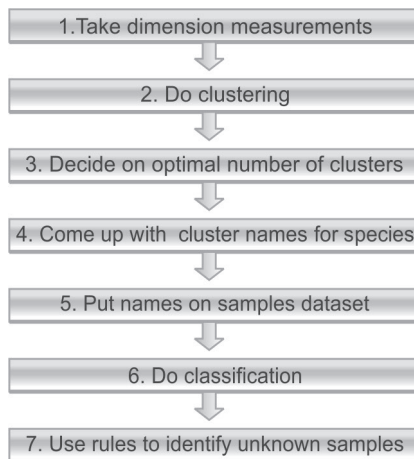 1.Take dimension measurements
2. Do clustering
3. Decide on optimal number of clusters
4. Come up with cluster names for species
5. Put names on samples dataset
6. Do classification
7. Use rules to identify unknown samples